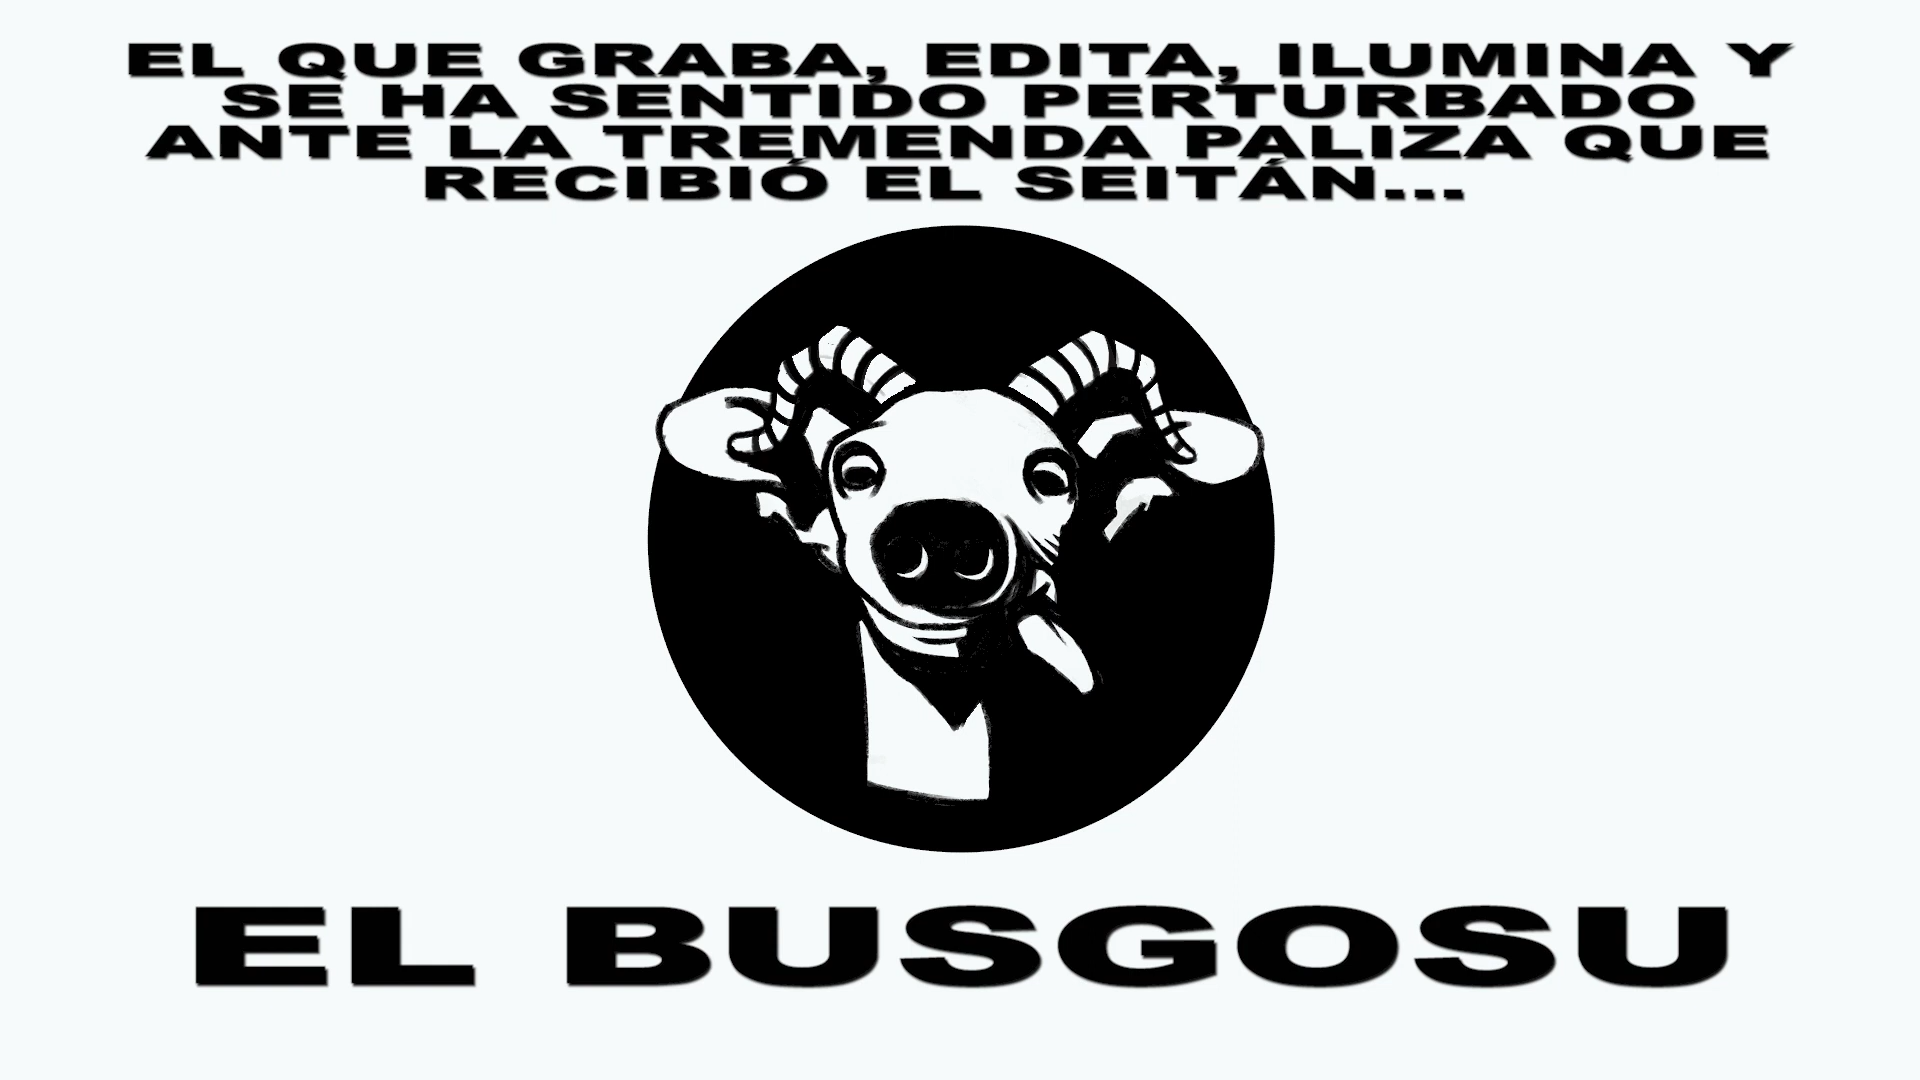 EL QUE GRABA, EDITA, ILUMINA Y
SE HA SENTIDO PERTURBADO
ANTE LA TREMENDA PALIZA QUE
RECIBIÓ EL SEITÁN...
EL BUSGOSU